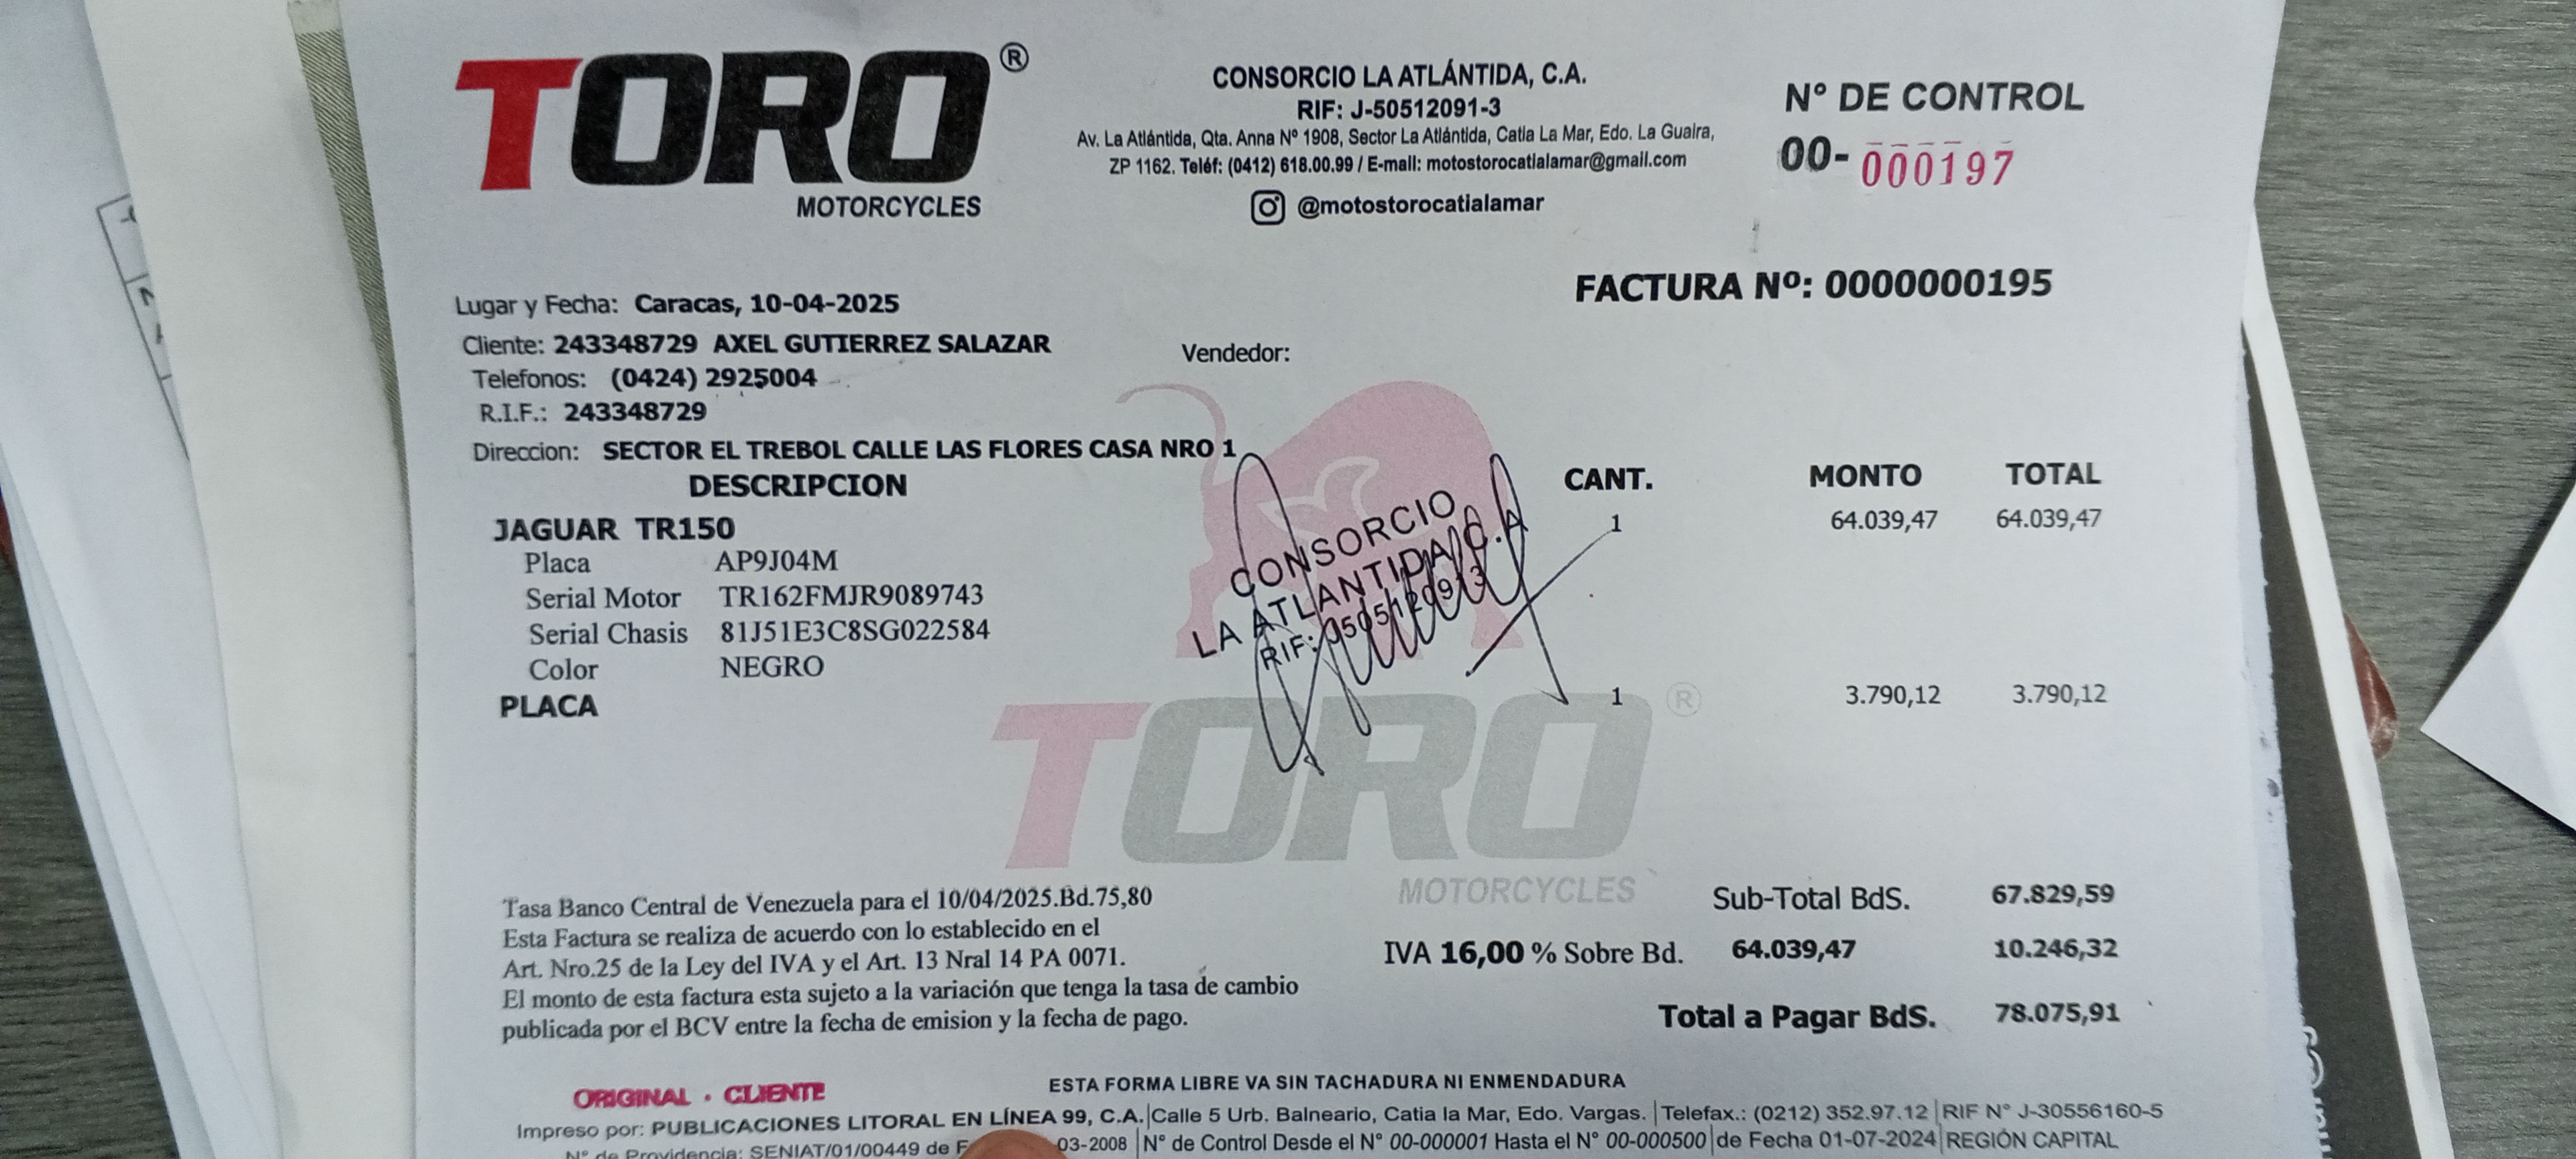 TORO®
MOTORCYCLES
CONSORCIO LA ATLÁNTIDA, C.A.
RIF: J-50512091-3
Av. La Atlántida, Qta. Anna Nº 1908, Sector La Atlántida, Catia La Mar, Edo. La Guaira,
ZP 1162. Teléf: (0412) 618.00.99 / E-mail: motostorocatialamar@gmail.com
@motostorocatialamar
N° DE CONTROL
00-000197
FACTURA Nº: 0000000195
Lugar y Fecha: Caracas, 10-04-2025
Cliente: 243348729 AXEL GUTIERREZ SALAZAR
Vendedor:
Telefonos: (0424) 2925004
R.I.F.: 243348729
Direccion: SECTOR EL TREBOL CALLE LAS FLORES CASA NRO 1
DESCRIPCION CANT. MONTO TOTAL
JAGUAR TR150 1 64.039,47 64.039,47
Placa AP9J04M
Serial Motor TR162FMJR9089743
Serial Chasis 81J51E3C8SG022584
Color NEGRO
PLACA 1 3.790,12 3.790,12
CONSORCIO
LA ATLANTIDA C.A
RIF:
TORO®
MOTORCYCLES
Tasa Banco Central de Venezuela para el 10/04/2025.Bd.75,80
Esta Factura se realiza de acuerdo con lo establecido en el
Art. Nro.25 de la Ley del IVA y el Art. 13 Nral 14 PA 0071.
El monto de esta factura esta sujeto a la variación que tenga la tasa de cambio
publicada por el BCV entre la fecha de emision y la fecha de pago.
Sub-Total BdS. 67.829,59
IVA 16,00 % Sobre Bd. 64.039,47 10.246,32
Total a Pagar BdS. 78.075,91
ORIGINAL · CLIENTE
ESTA FORMA LIBRE VA SIN TACHADURA NI ENMENDADURA
Impreso por: PUBLICACIONES LITORAL EN LÍNEA 99, C.A. Calle 5 Urb. Balneario, Catia la Mar, Edo. Vargas. Telefax.: (0212) 352.97.12 RIF N° J-30556160-5
N° de Providencia: SENIAT/01/00449 de 03-2008 N° de Control Desde el N° 00-000001 Hasta el N° 00-000500 de Fecha 01-07-2024 REGIÓN CAPITAL